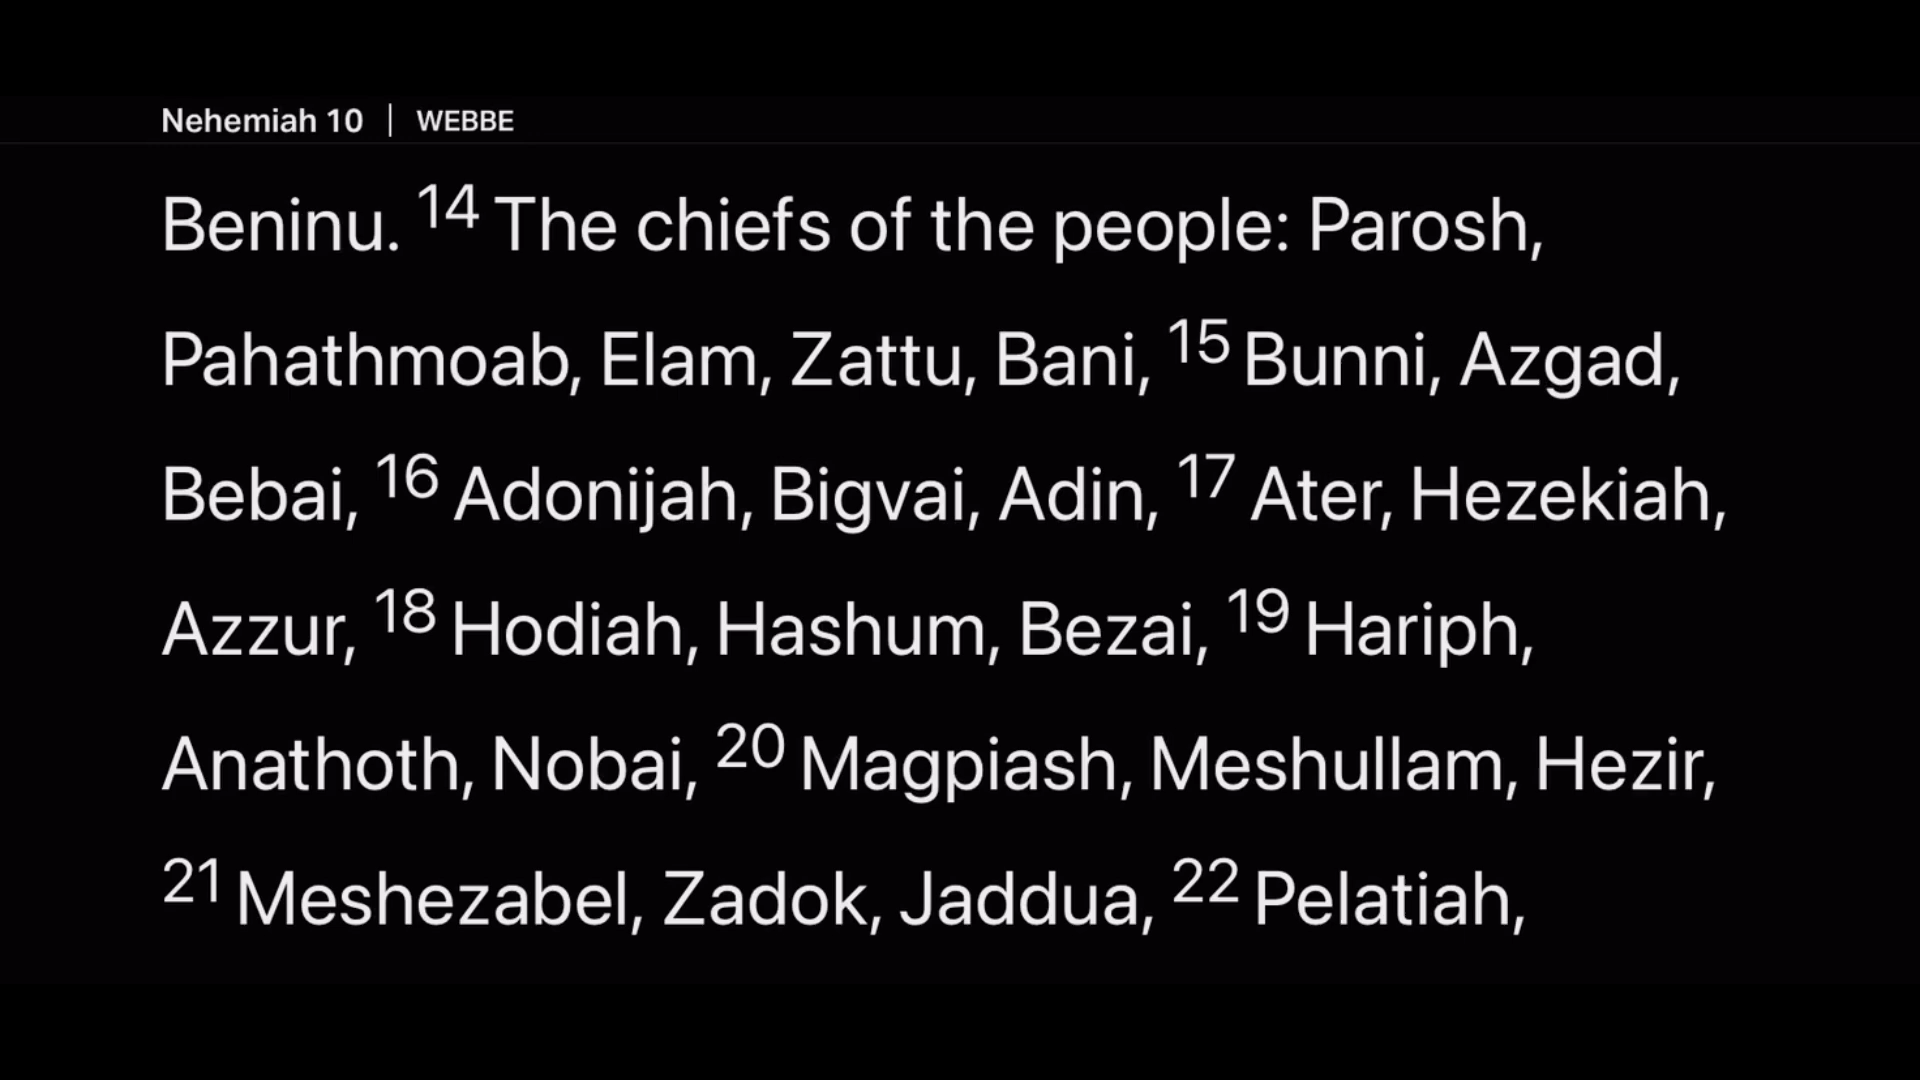 Nehemiah 10 | WEBBE
Beninu. 14 The chiefs of the people: Parosh,
Pahathmoab, Elam, Zattu, Bani, 15 Bunni, Azgad,
Bebai, 16 Adonijah, Bigvai, Adin, 17 Ater, Hezekiah,
Azzur, 18 Hodiah, Hashum, Bezai, 19 Hariph,
Anathoth, Nobai, 20 Magpiash, Meshullam, Hezir,
21 Meshezabel, Zadok, Jaddua, 22 Pelatiah,